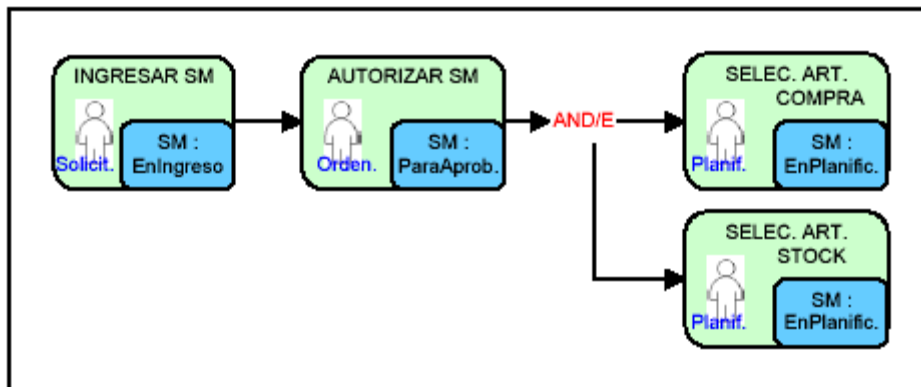 INGRESAR SM
Solicit.
SM :
EnIngreso
AUTORIZAR SM
Orden.
SM :
ParaAprob.
AND/E
SELEC. ART.
COMPRA
Planif.
SM :
EnPlanific.
SELEC. ART.
STOCK
Planif.
SM :
EnPlanific.